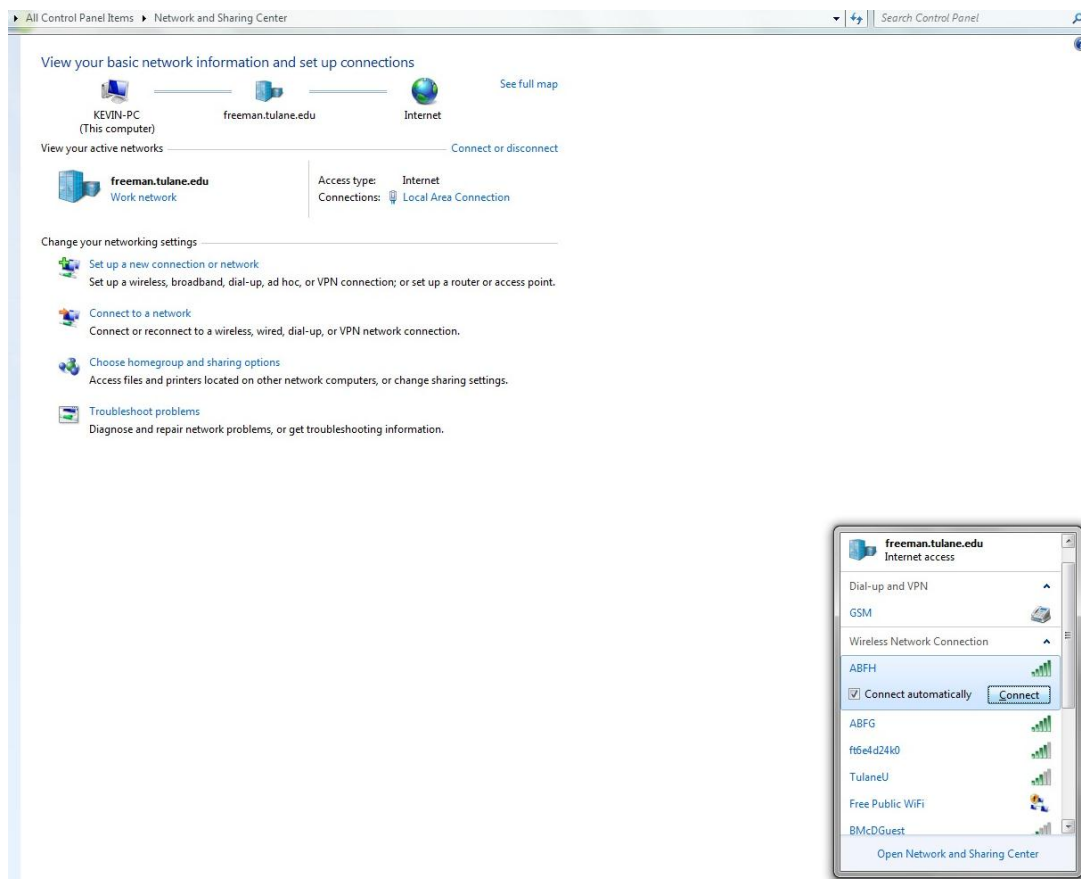 All Control Panel Items Network and Sharing Center
Search Control Panel
View your basic network information and set up connections
See full map
KEVIN-PC
(This computer)
freeman.tulane.edu
Internet
View your active networks
Connect or disconnect
freeman.tulane.edu
Work network
Access type: Internet
Connections: Local Area Connection
Change your networking settings
Set up a new connection or network
Set up a wireless, broadband, dial-up, ad hoc, or VPN connection; or set up a router or access point.
Connect to a network
Connect or reconnect to a wireless, wired, dial-up, or VPN network connection.
Choose homegroup and sharing options
Access files and printers located on other network computers, or change sharing settings.
Troubleshoot problems
Diagnose and repair network problems, or get troubleshooting information.
freeman.tulane.edu
Internet access
Dial-up and VPN
GSM
Wireless Network Connection
ABFH
Connect automatically Connect
ABFG
ft6e4d24k0
TulaneU
Free Public WiFi
BMcDGuest
Open Network and Sharing Center